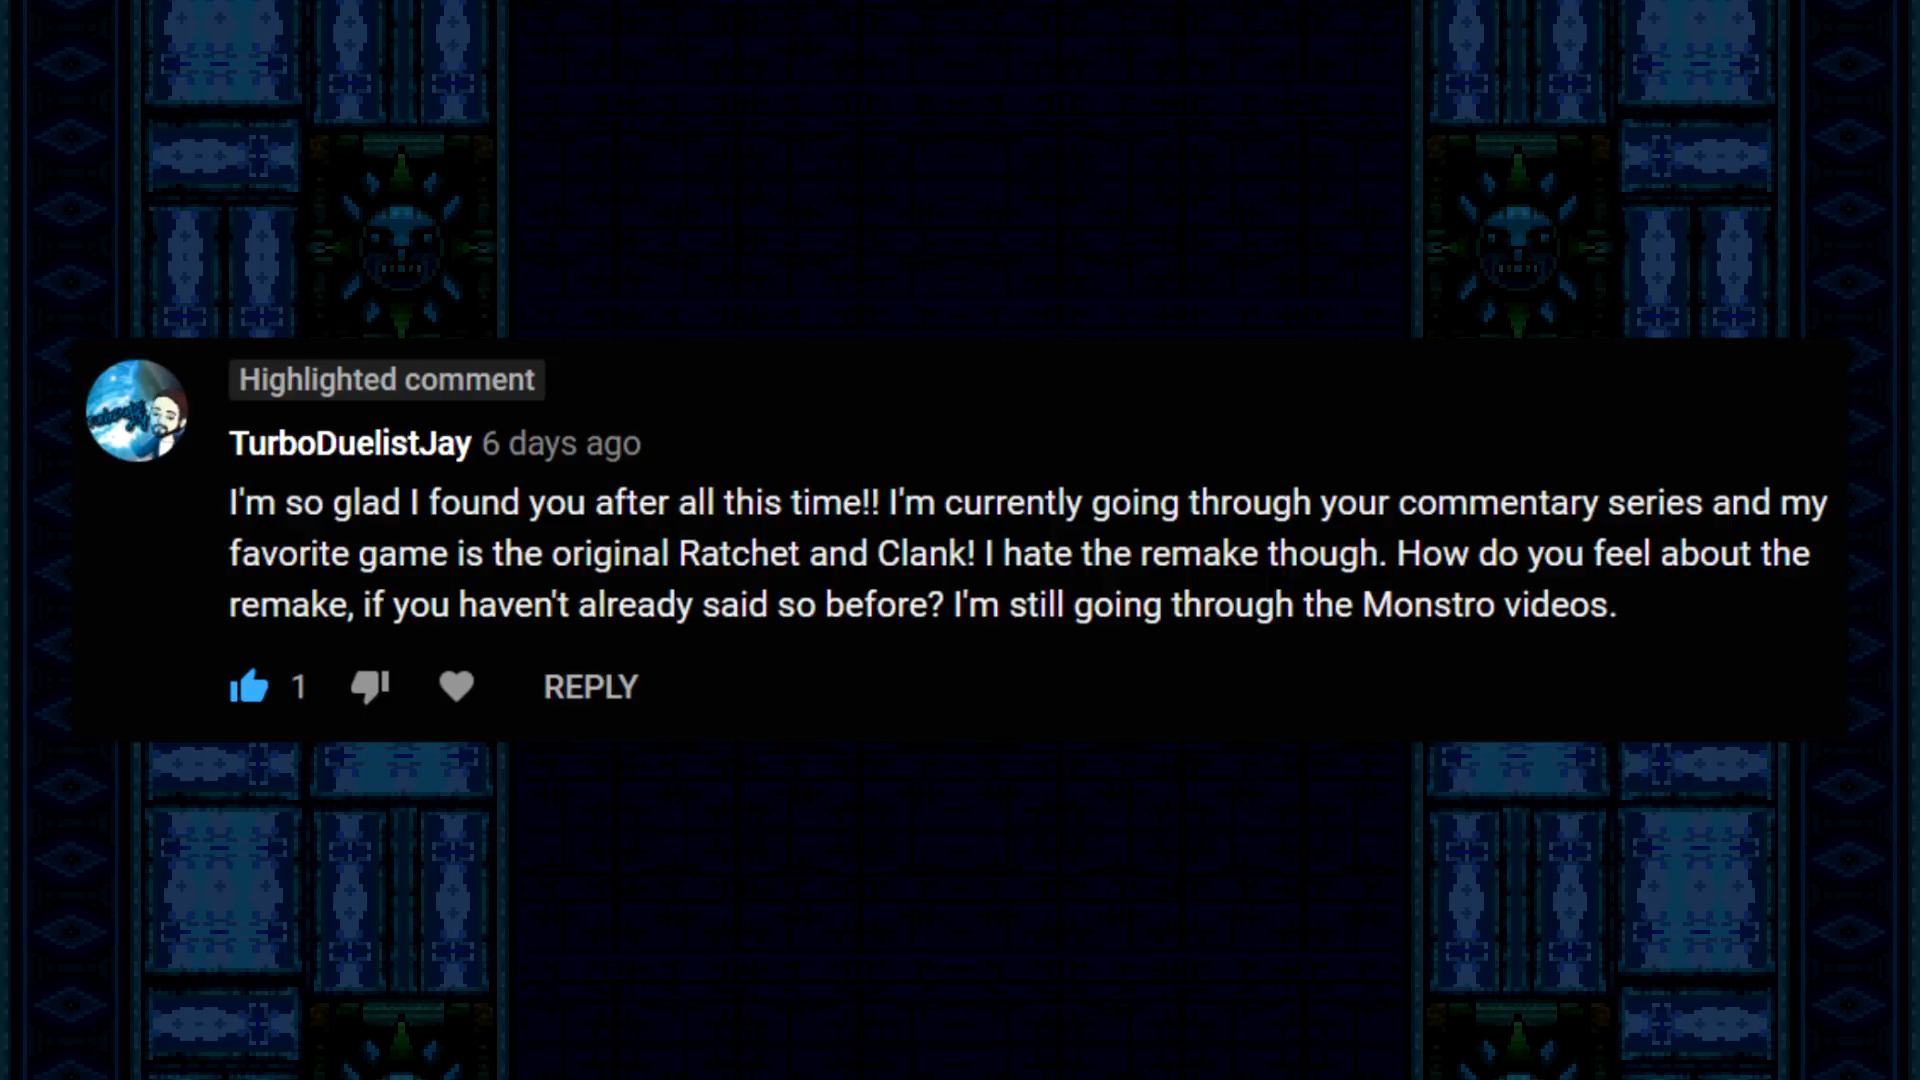 Highlighted comment
TurboDuelistJay 6 days ago
I'm so glad I found you after all this time!! I'm currently going through your commentary series and my
favorite game is the original Ratchet and Clank! I hate the remake though. How do you feel about the
remake, if you haven't already said so before? I'm still going through the Monstro videos.
1 REPLY